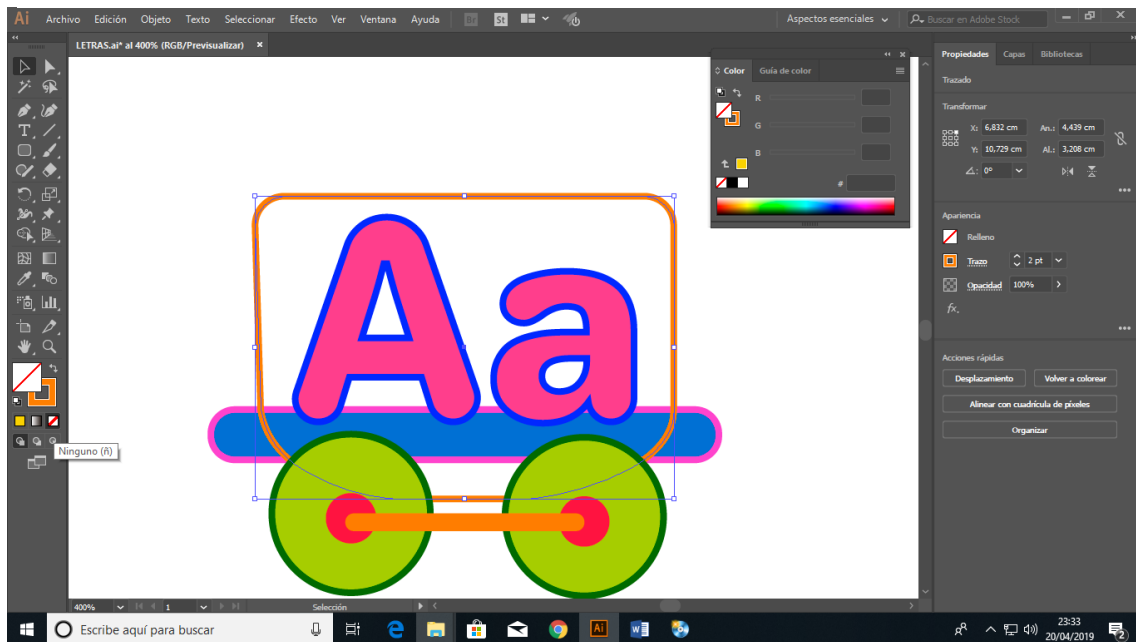 Ai Archivo Edición Objeto Texto Seleccionar Efecto Ver Ventana Ayuda Br St Aspectos esenciales Buscar en Adobe Stock
LETRAS.ai* al 400% (RGB/Previsualizar) ×
Color Guía de color
R
G
B
#
Propiedades Capas Bibliotecas
Trazado
Transformar
X: 6,832 cm An.: 4,439 cm
Y: 10,729 cm Al.: 3,208 cm
0°
Apariencia
Relleno
Trazo 2 pt
Opacidad 100%
fx.
Acciones rápidas
Desplazamiento Volver a colorear
Alinear con cuadrícula de píxeles
Organizar
Aa
Ninguno (ñ)
400% 1 Selección
Escribe aquí para buscar
23:33
20/04/2019
2